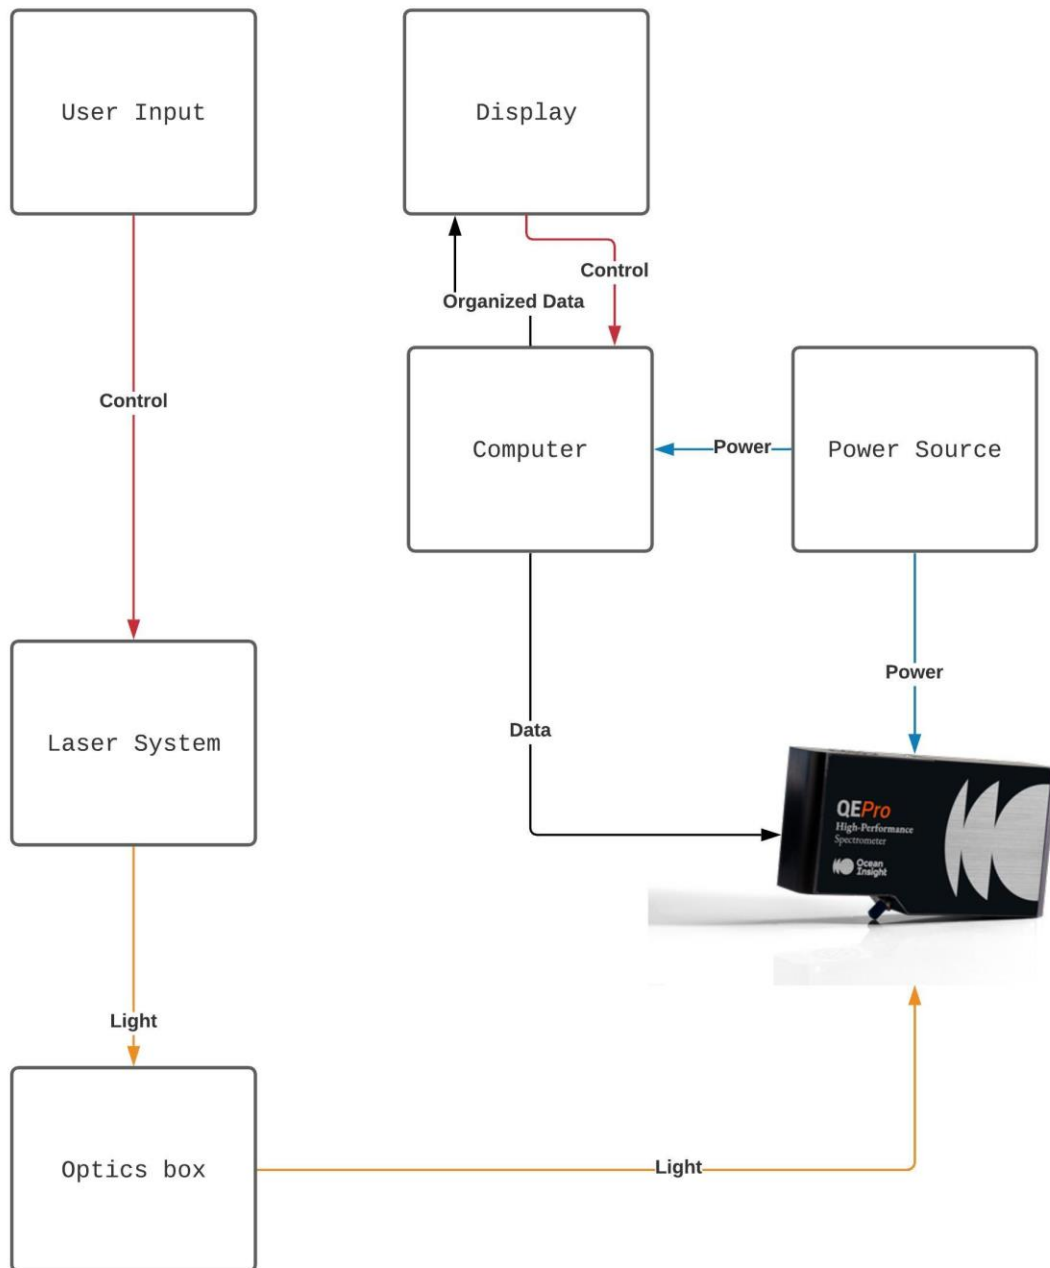 User Input
Display
Control
Organized Data
Control
Computer
Power
Power Source
Power
Laser System
Data
QEPro
High-Performance
Spectrometer
Ocean
Insight
Light
Optics box
Light